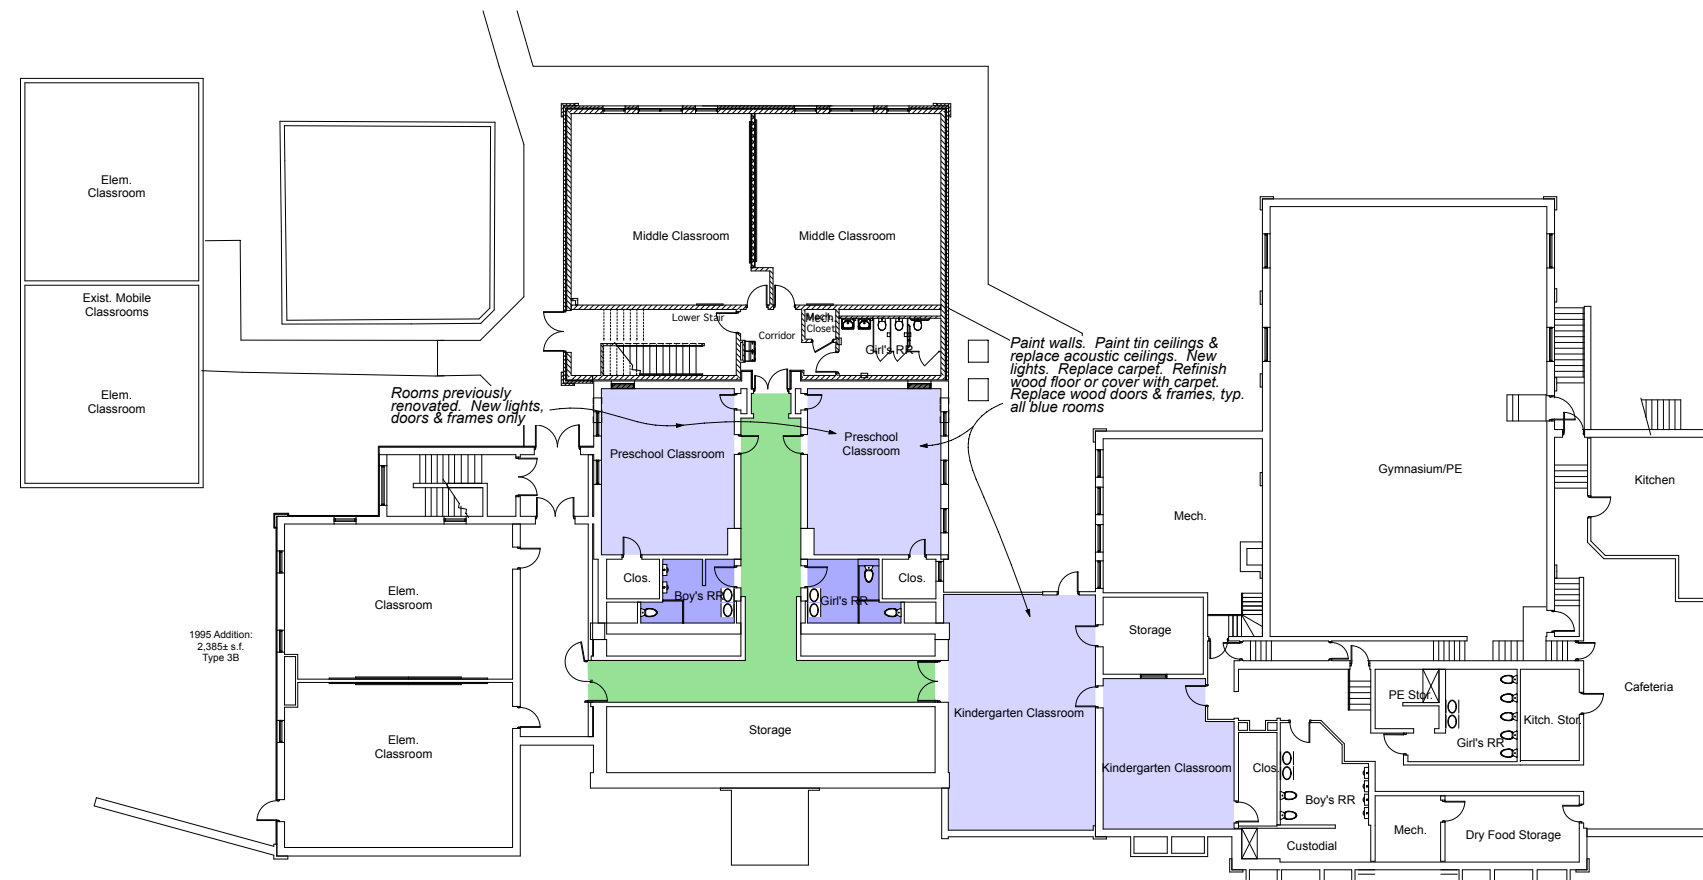 Elem.
Classroom
Exist. Mobile
Classrooms
Elem.
Classroom
Middle Classroom
Middle Classroom
Lower Stair
Corridor
Mech.
Closet
Girl's RR
Paint walls.  Paint tin ceilings &
replace acoustic ceilings.  New
lights.  Replace carpet.  Refinish
wood floor or cover with carpet.
Replace wood doors & frames, typ.
all blue rooms
Rooms previously
renovated.  New lights,
doors & frames only
Preschool Classroom
Preschool
Classroom
Gymnasium/PE
Kitchen
Mech.
Clos.
Boy's RR
Girl's RR
Clos.
Elem.
Classroom
1995 Addition:
2,385± s.f.
Type 3B
Storage
Cafeteria
PE Stor.
Kitch. Stor.
Girl's RR
Kindergarten Classroom
Storage
Elem.
Classroom
Kindergarten Classroom
Clos.
Boy's RR
Mech.
Dry Food Storage
Custodial